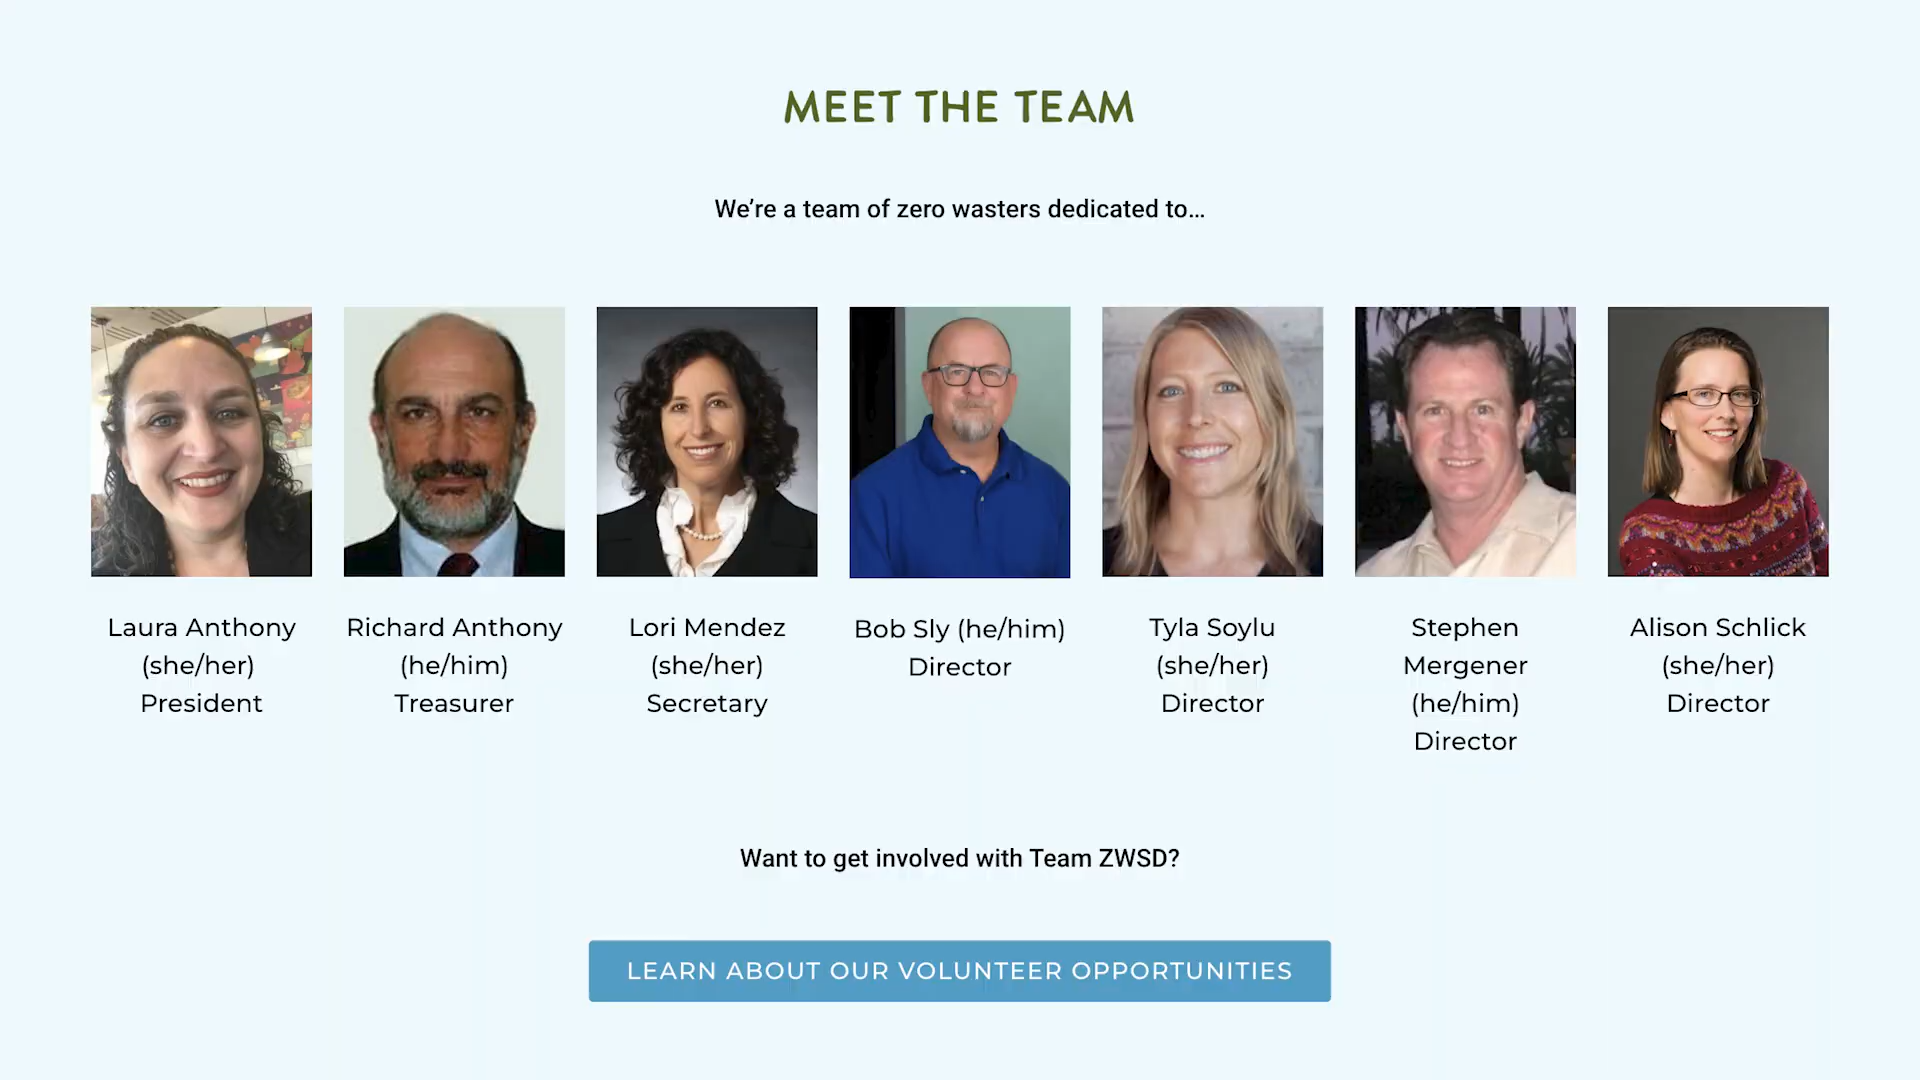 MEET THE TEAM
We’re a team of zero wasters dedicated to...
Laura Anthony
(she/her)
President
Richard Anthony
(he/him)
Treasurer
Lori Mendez
(she/her)
Secretary
Bob Sly (he/him)
Director
Tyla Soylu
(she/her)
Director
Stephen
Mergener
(he/him)
Director
Alison Schlick
(she/her)
Director
Want to get involved with Team ZWSD?
LEARN ABOUT OUR VOLUNTEER OPPORTUNITIES